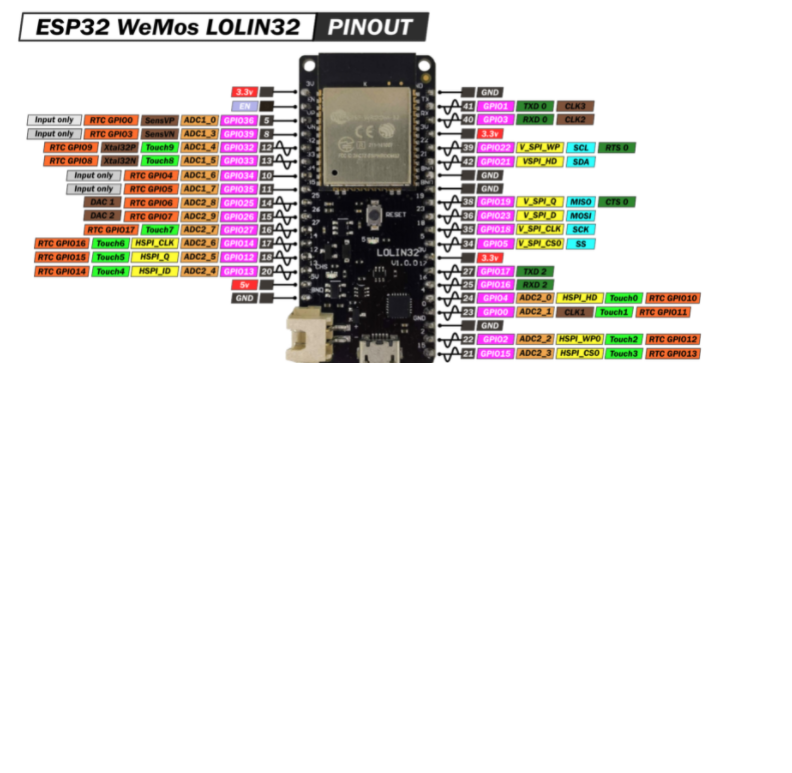 ESP32 WeMos LOLIN32 PINOUT
3.3v GND
EN 41 GPIO1 TXD 0 CLK3
Input only RTC GPIO0 SensVP ADC1_0 GPIO36 5 40 GPIO3 RXD 0 CLK2
Input only RTC GPIO3 SensVN ADC1_3 GPIO39 8 3.3v
RTC GPIO9 Xtal32P Touch9 ADC1_4 GPIO32 12 39 GPIO22 V_SPI_WP SCL RTS 0
RTC GPIO8 Xtal32N Touch8 ADC1_5 GPIO33 13 42 GPIO21 VSPI_HD SDA
Input only RTC GPIO4 ADC1_6 GPIO34 10 GND
Input only RTC GPIO5 ADC1_7 GPIO35 11 GND
DAC 1 RTC GPIO6 ADC2_8 GPIO25 14 38 GPIO19 V_SPI_Q MISO CTS 0
DAC 2 RTC GPIO7 ADC2_9 GPIO26 15 RESET 36 GPIO23 V_SPI_D MOSI
RTC GPIO17 Touch7 ADC2_7 GPIO27 16 35 GPIO18 V_SPI_CLK SCK
RTC GPIO16 Touch6 HSPI_CLK ADC2_6 GPIO14 17 34 GPIO5 V_SPI_CS0 SS
RTC GPIO15 Touch5 HSPI_Q ADC2_5 GPIO12 18 LOLIN32 3.3v
V1.0.0
RTC GPIO14 Touch4 HSPI_ID ADC2_4 GPIO13 20 27 GPIO17 TXD 2
5v 25 GPIO16 RXD 2
GND 24 GPIO4 ADC2_0 HSPI_HD Touch0 RTC GPIO10
23 GPIO0 ADC2_1 CLK1 Touch1 RTC GPIO11
GND
22 GPIO2 ADC2_2 HSPI_WP0 Touch2 RTC GPIO12
21 GPIO15 ADC2_3 HSPI_CS0 Touch3 RTC GPIO13